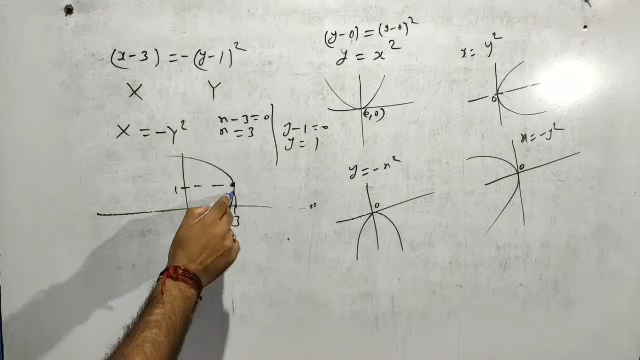 (x-3) = -(y-1)²
X Y
X = -Y²
x-3=0
x=3
y-1=0
y=1
1
3
(y-0) = (x-0)²
y = x²
(0,0)
x = y²
0
y = -x²
0
x = -y²
0